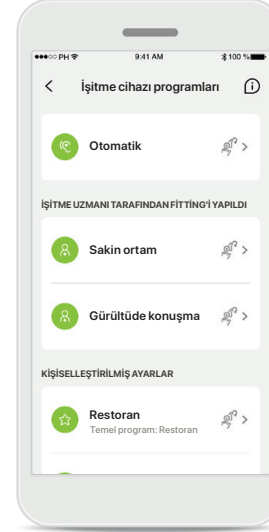 PH 9:41 AM 100 %
İşitme cihazı programları
Otomatik
İŞİTME UZMANI TARAFINDAN FİTTİNG'İ YAPILDI
Sakin ortam
Gürültüde konuşma
KİŞİSELLEŞTİRİLMİŞ AYARLAR
Restoran
Temel program: Restoran